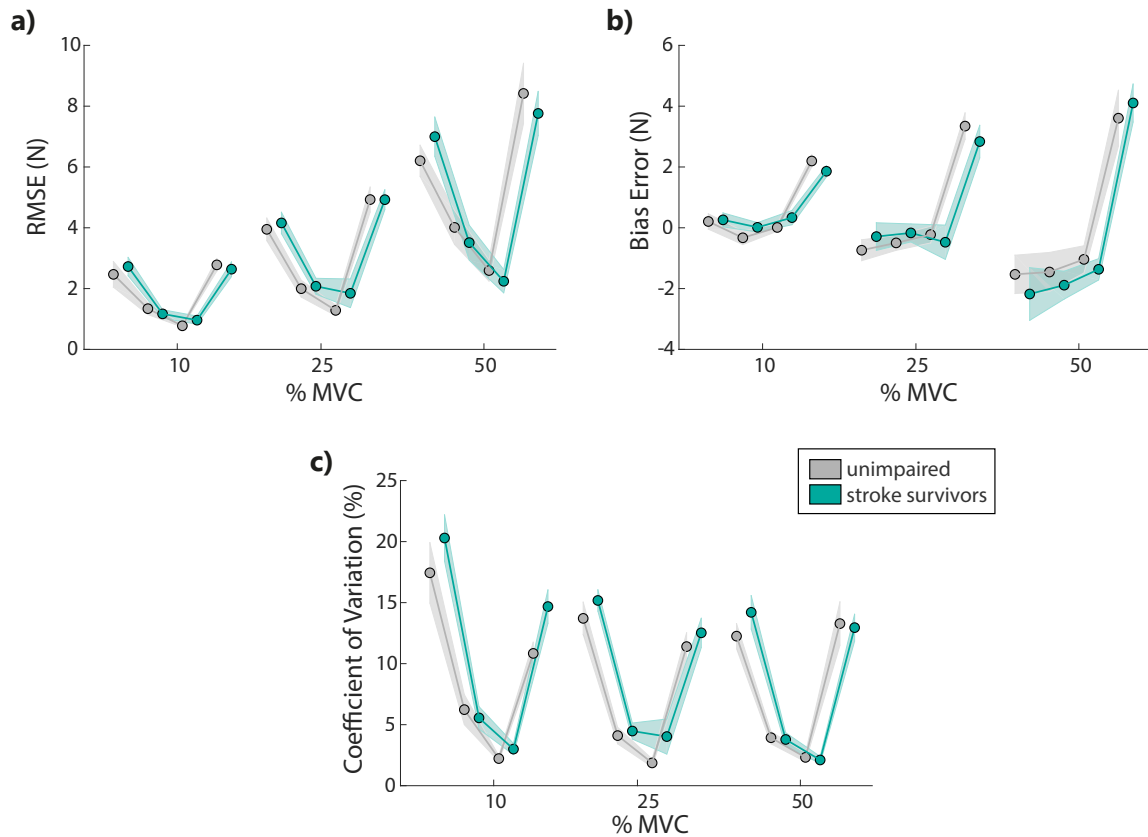 a)
10
8
6
4
2
0
RMSE (N)
10
25
50
% MVC
b)
6
4
2
0
-2
-4
Bias Error (N)
10
25
50
% MVC
c)
unimpaired
stroke survivors
25
20
15
10
5
0
Coefficient of Variation (%)
10
25
50
% MVC